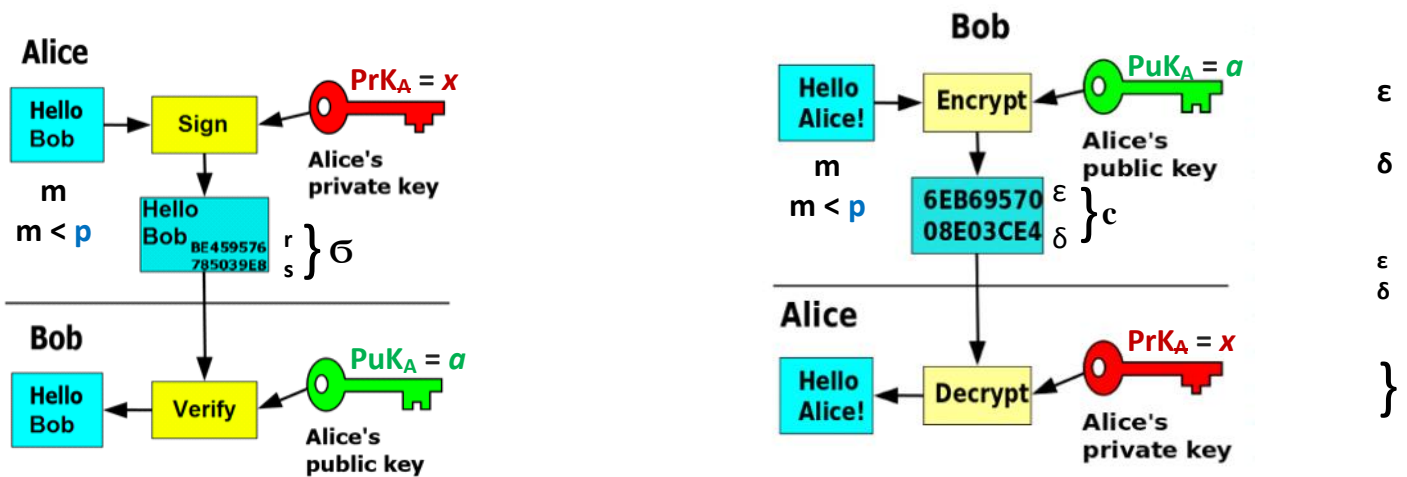 Alice
Hello
Bob
Sign
PrKA = x
Alice's
private key
m
m < p
Hello
Bob
BE459576
785039E8
r
s
} б
Bob
Hello
Bob
Verify
PuKA = a
Alice's
public key
Bob
Hello
Alice!
Encrypt
PuKA = a
Alice's
public key
m
m < p
6EB69570 ε
08E03CE4 δ
} c
Alice
Hello
Alice!
Decrypt
PrKA = x
Alice's
private key
ε
δ
ε
δ
}